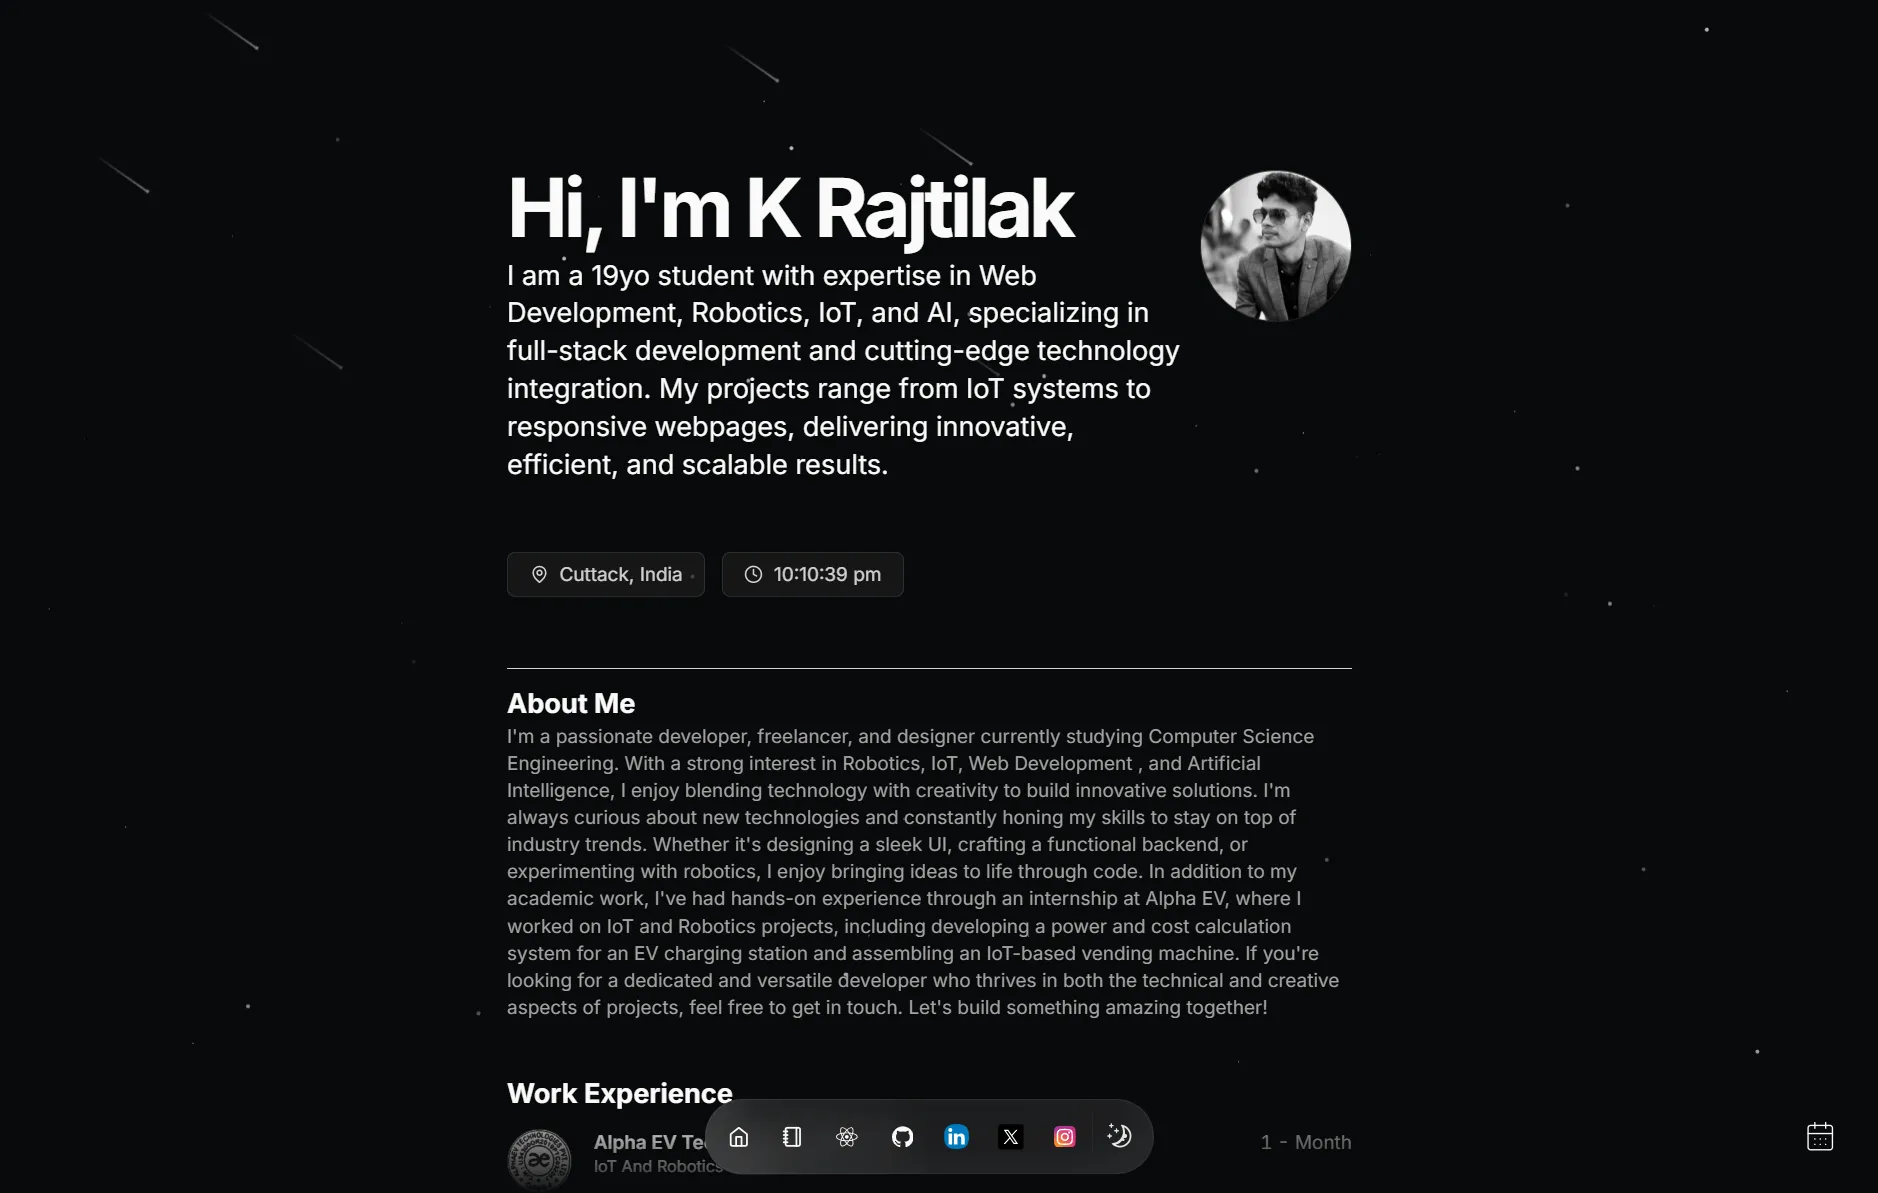 Hi, I'm K Rajtilak
I am a 19yo student with expertise in Web
Development, Robotics, IoT, and AI, specializing in
full-stack development and cutting-edge technology
integration. My projects range from IoT systems to
responsive webpages, delivering innovative,
efficient, and scalable results.
Cuttack, India
10:10:39 pm
About Me
I'm a passionate developer, freelancer, and designer currently studying Computer Science
Engineering. With a strong interest in Robotics, IoT, Web Development , and Artificial
Intelligence, I enjoy blending technology with creativity to build innovative solutions. I'm
always curious about new technologies and constantly honing my skills to stay on top of
industry trends. Whether it's designing a sleek UI, crafting a functional backend, or
experimenting with robotics, I enjoy bringing ideas to life through code. In addition to my
academic work, I've had hands-on experience through an internship at Alpha EV, where I
worked on IoT and Robotics projects, including developing a power and cost calculation
system for an EV charging station and assembling an IoT-based vending machine. If you're
looking for a dedicated and versatile developer who thrives in both the technical and creative
aspects of projects, feel free to get in touch. Let's build something amazing together!
Work Experience
Alpha EV
1 - Month
IoT And Robotics
in
X